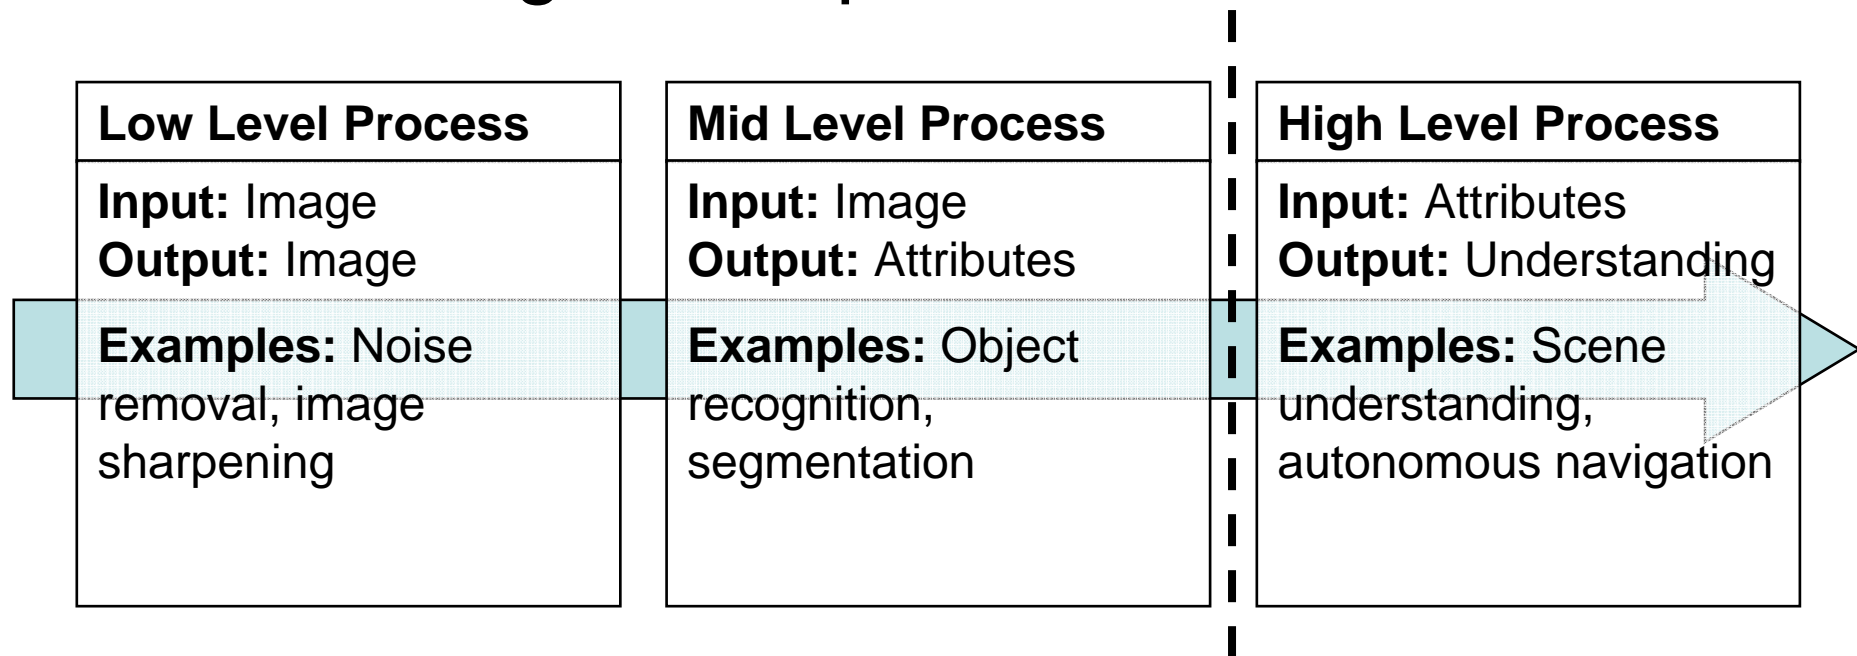 Low Level Process
Input: Image
Output: Image
Examples: Noise
removal, image
sharpening
Mid Level Process
Input: Image
Output: Attributes
Examples: Object
recognition,
segmentation
High Level Process
Input: Attributes
Output: Understanding
Examples: Scene
understanding,
autonomous navigation